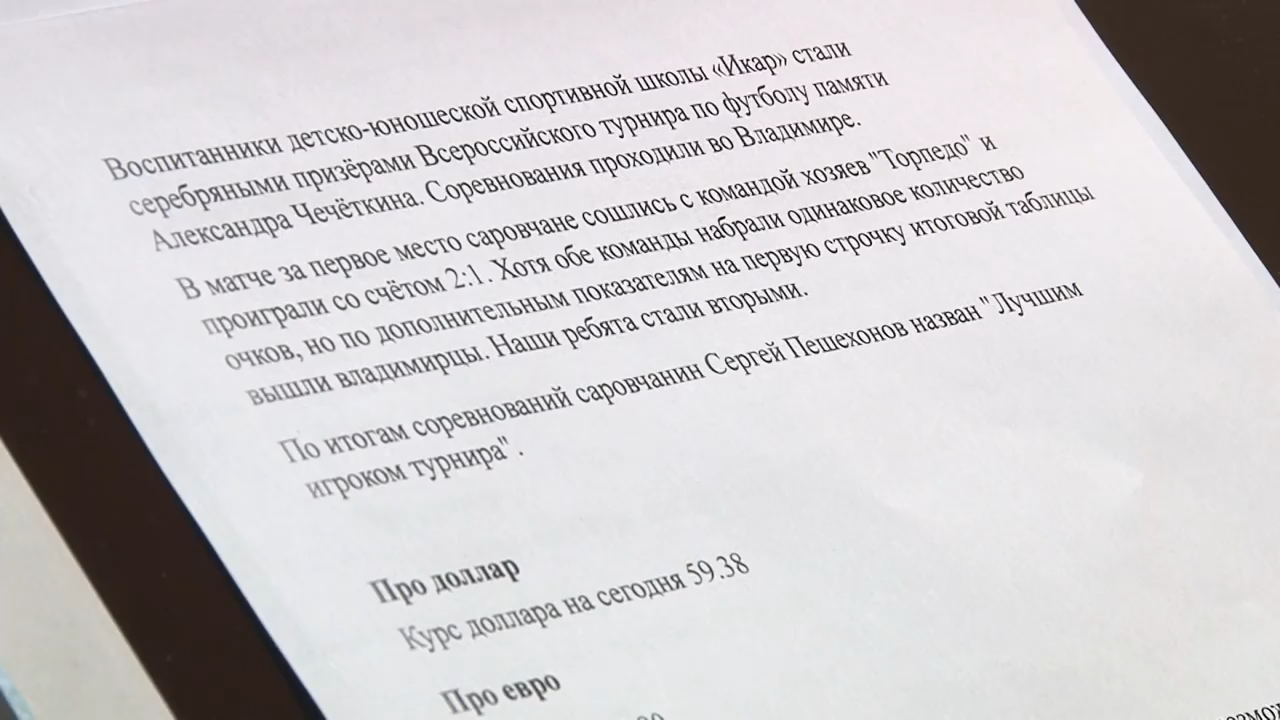 Воспитанники детско-юношеской спортивной школы «Икар» стали
серебряными призёрами Всероссийского турнира по футболу памяти
Александра Чечёткина. Соревнования проходили во Владимире.
В матче за первое место саровчане сошлись с командой хозяев "Торпедо" и
проиграли со счётом 2:1. Хотя обе команды набрали одинаковое количество
очков, но по дополнительным показателям на первую строчку итоговой таблицы
вышли владимирцы. Наши ребята стали вторыми.
По итогам соревнований саровчанин Сергей Пешехонов назван "Лучшим
игроком турнира" .
Про доллар
Курс доллара на сегодня 59.38
Про евро